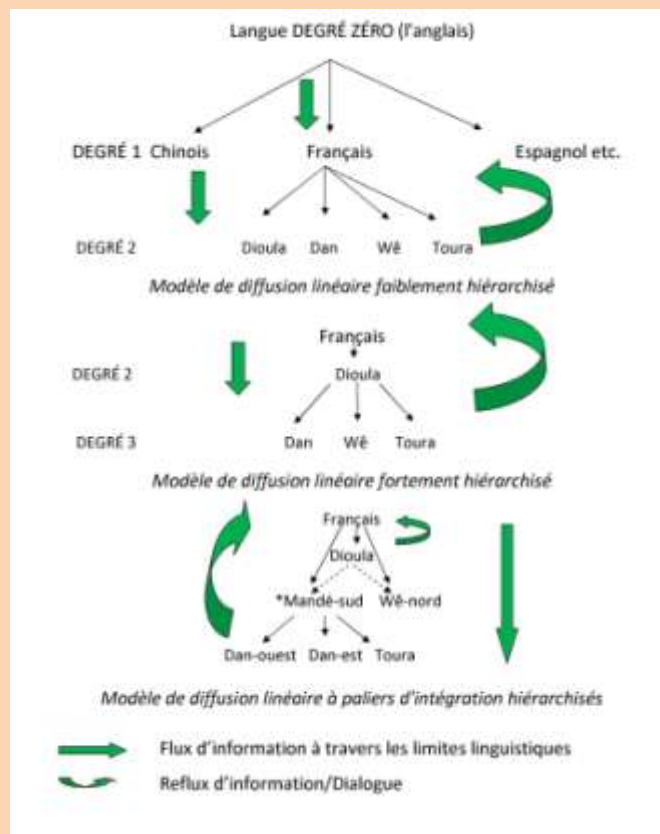 Langue DEGRÉ ZÉRO (l'anglais)
DEGRÉ 1 Chinois Français Espagnol etc.
DEGRÉ 2 Dioula Dan Wê Toura
Modèle de diffusion linéaire faiblement hiérarchisé
Français
DEGRÉ 2 Dioula
DEGRÉ 3 Dan Wê Toura
Modèle de diffusion linéaire fortement hiérarchisé
Français
Dioula
*Mandé-sud Wê-nord
Dan-ouest Dan-est Toura
Modèle de diffusion linéaire à paliers d'intégration hiérarchisés
Flux d'information à travers les limites linguistiques
Reflux d'information/Dialogue